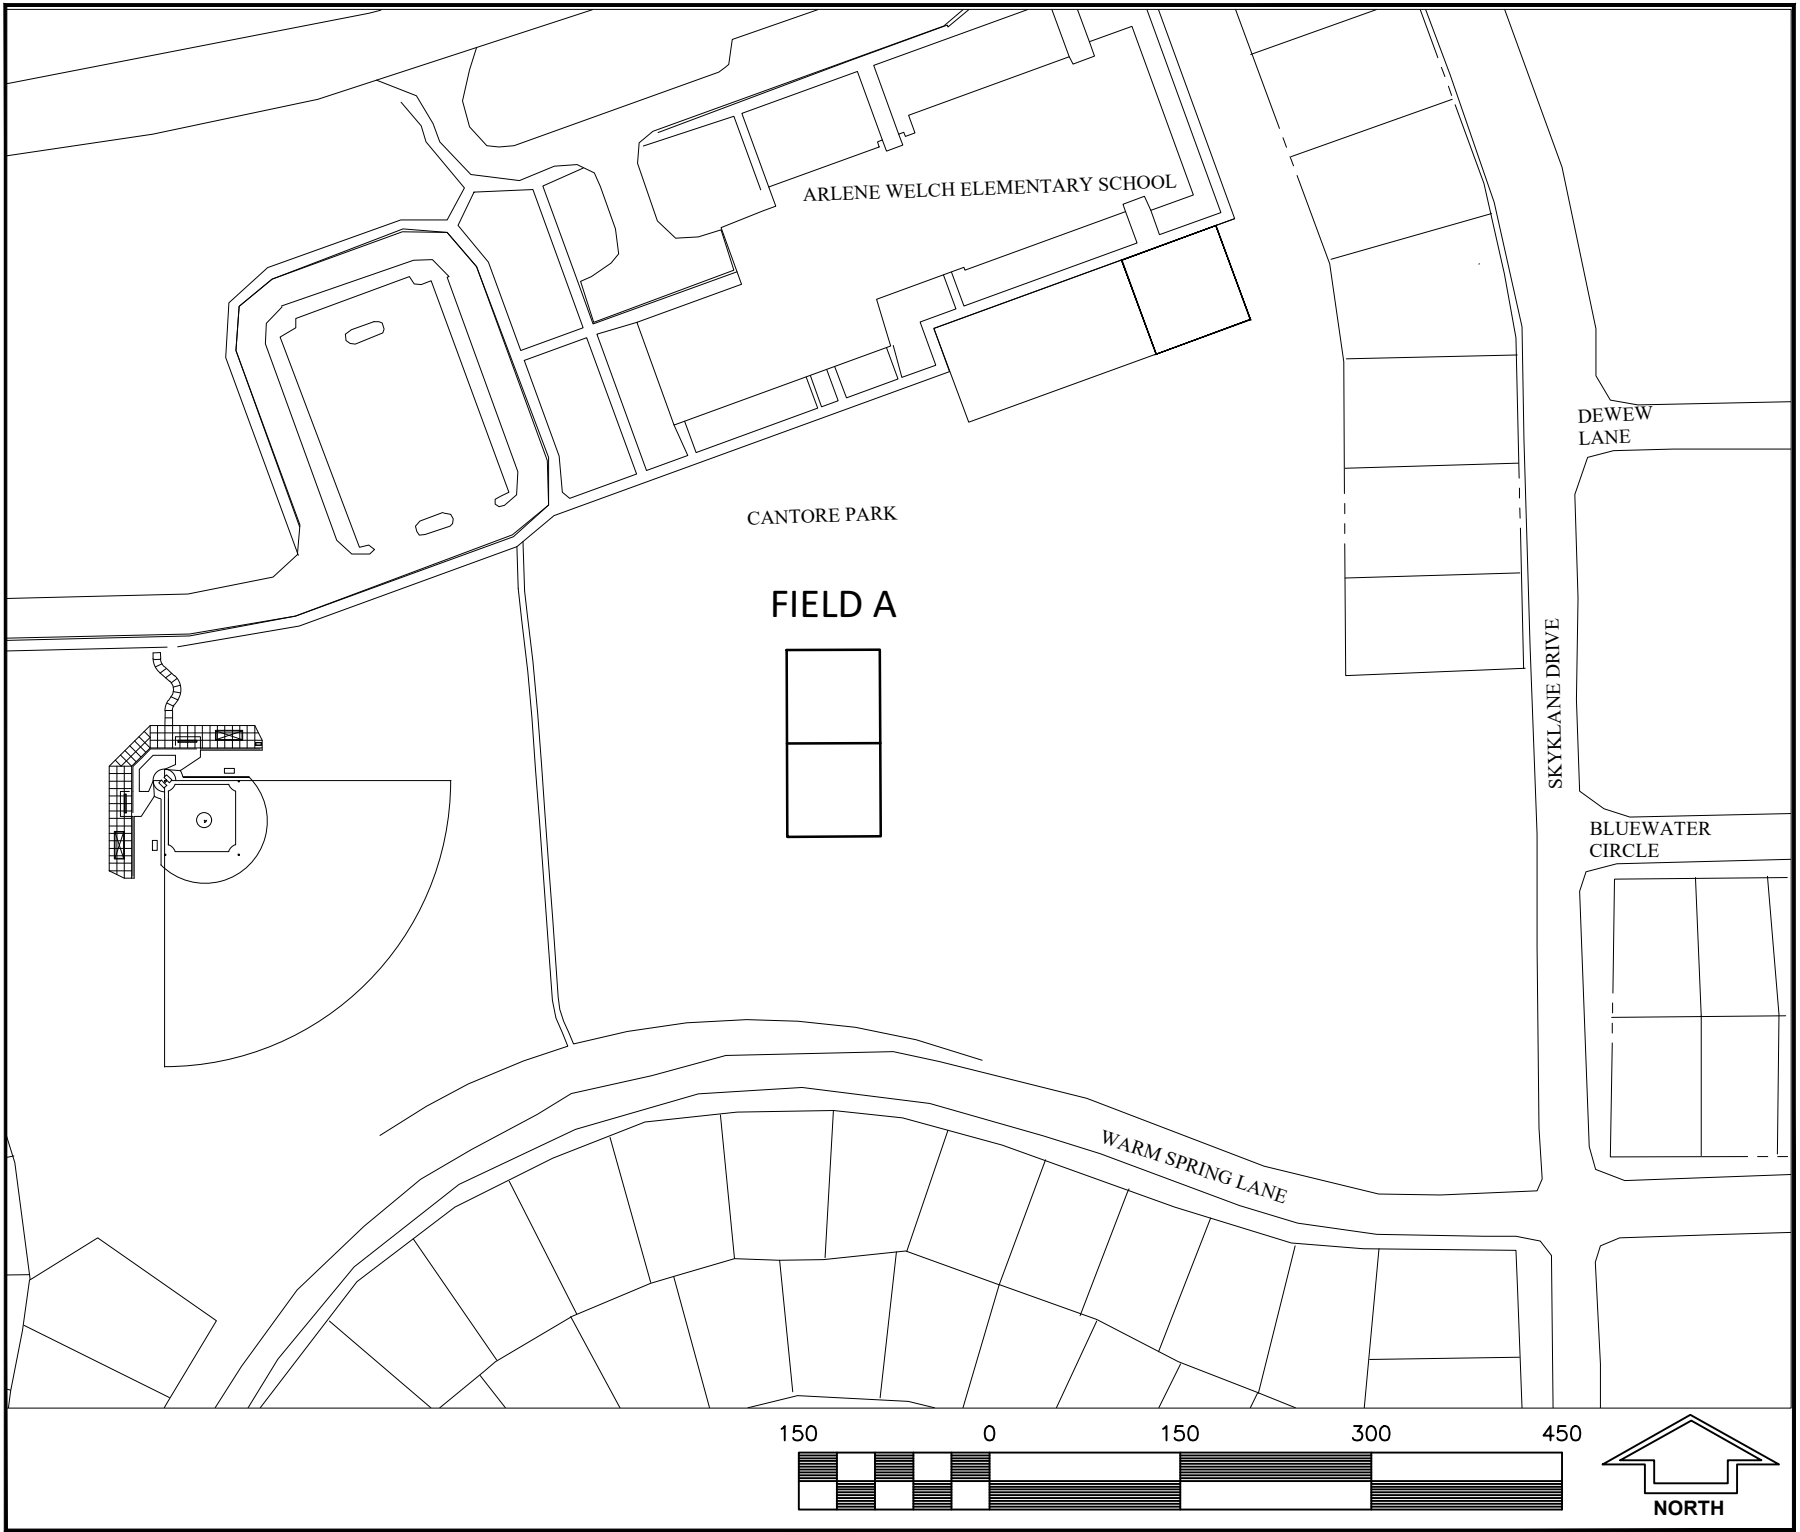 ARLENE WELCH ELEMENTARY SCHOOL
DEWEW
LANE
CANTORE PARK
FIELD A
SKYKLANE DRIVE
BLUEWATER
CIRCLE
WARM SPRING LANE
150 0 150 300 450
NORTH